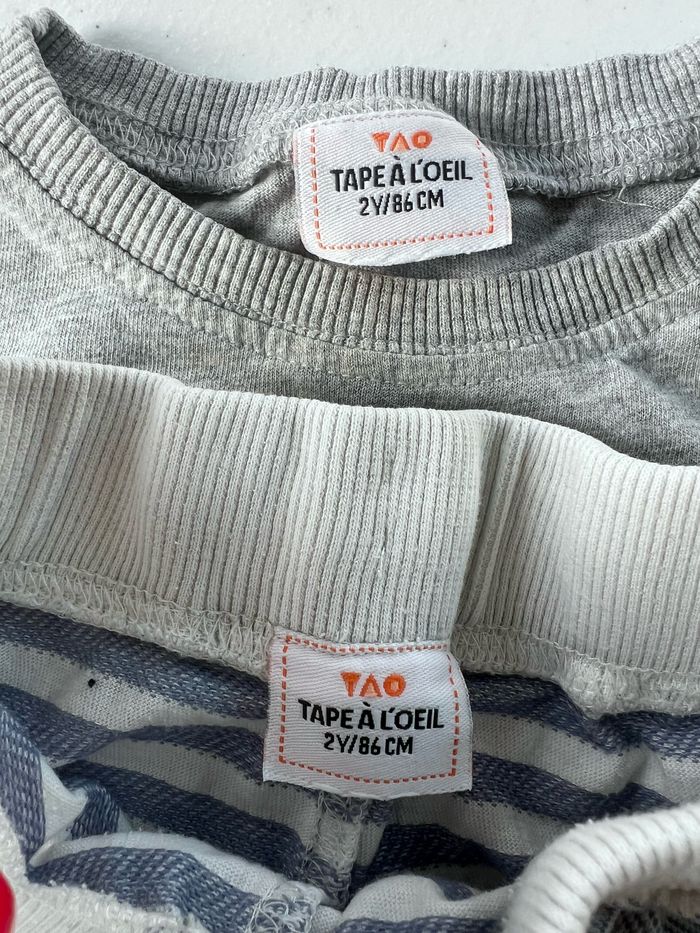 TAO
TAPE À L'OEIL
2Y/86 CM
TAO
TAPE À L'OEIL
2Y/86 CM